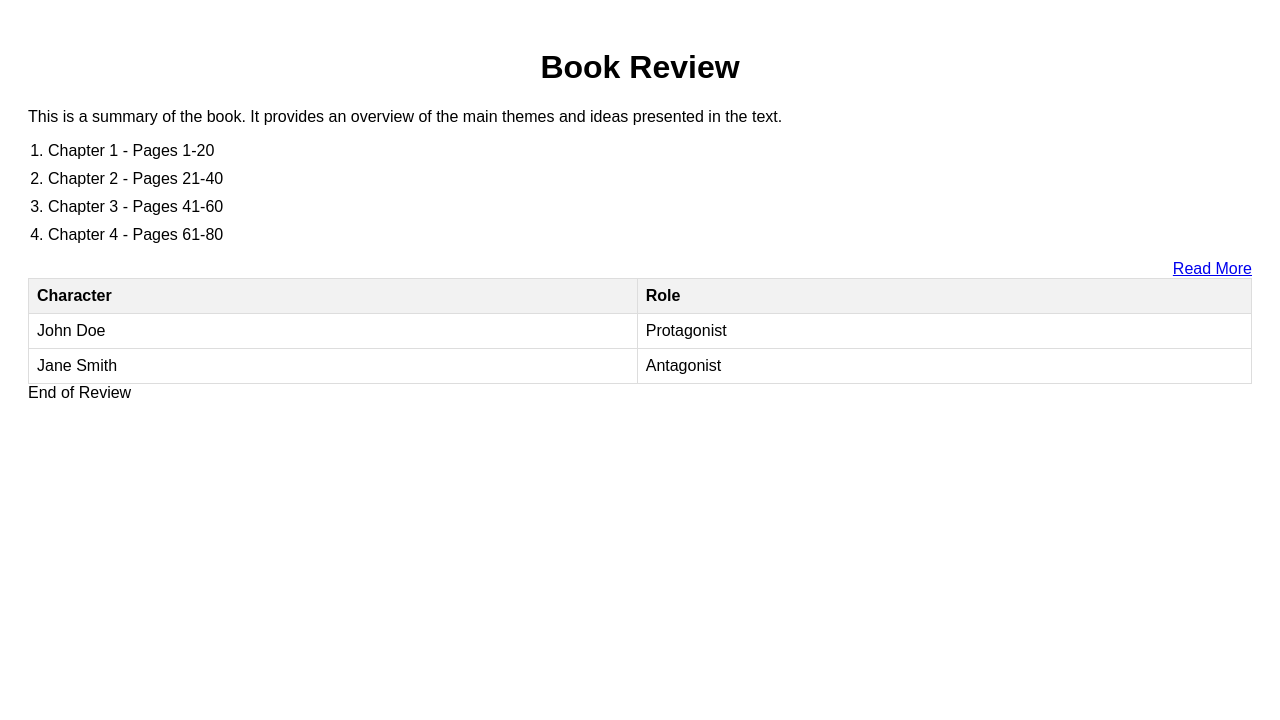 Book Review
This is a summary of the book. It provides an overview of the main themes and ideas presented in the text.
1. Chapter 1 - Pages 1-20
2. Chapter 2 - Pages 21-40
3. Chapter 3 - Pages 41-60
4. Chapter 4 - Pages 61-80
Read More
Character Role
John Doe Protagonist
Jane Smith Antagonist
End of Review